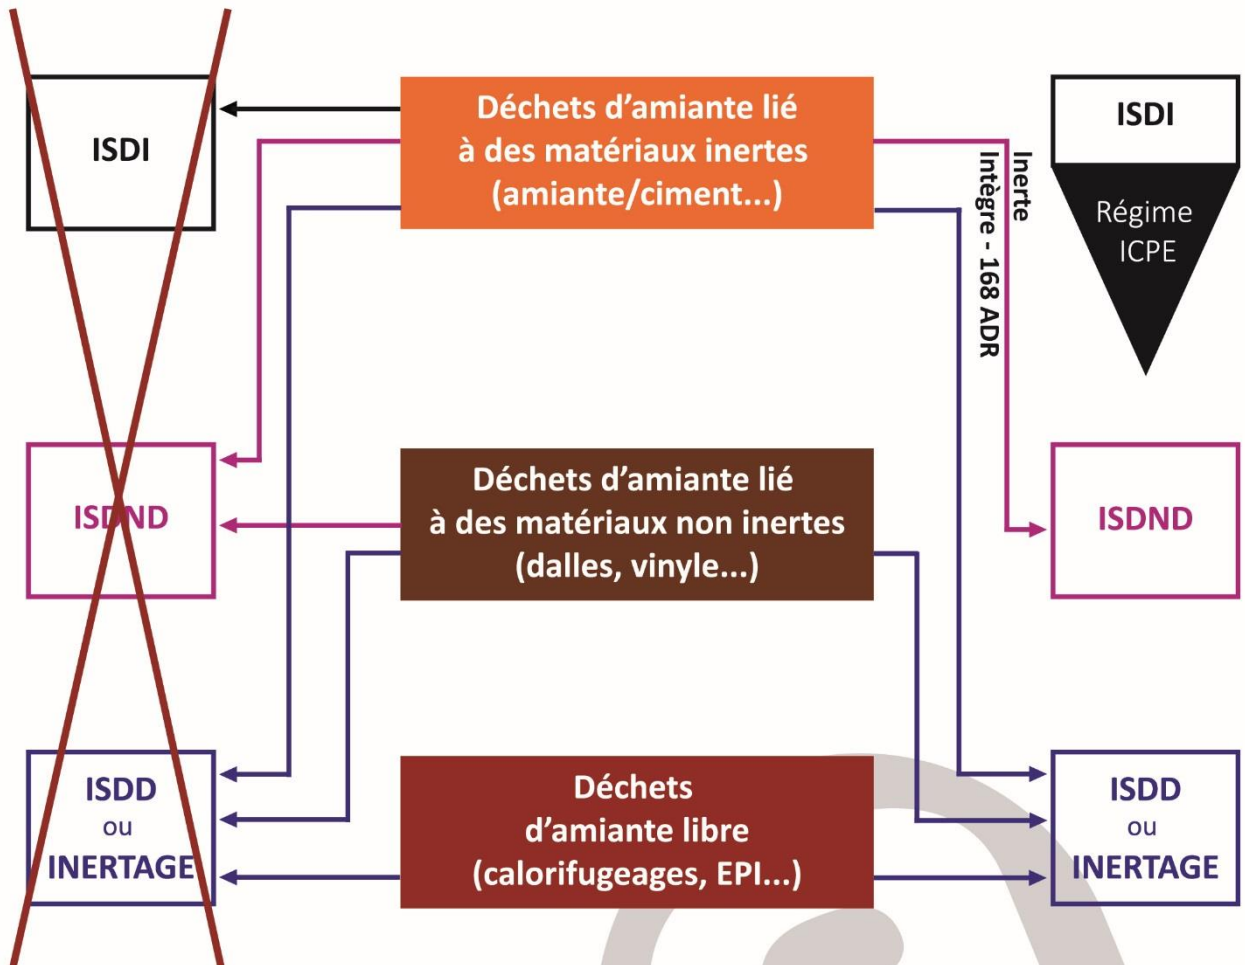 ISDI
Déchets d’amiante lié
à des matériaux inertes
(amiante/ciment...)
Inerte
Intègre - 168 ADR
ISDI
Régime
ICPE
ISDND
Déchets d’amiante lié
à des matériaux non inertes
(dalles, vinyle...)
ISDND
ISDD
ou
INERTAGE
Déchets
d’amiante libre
(calorifugeages, EPI...)
ISDD
ou
INERTAGE